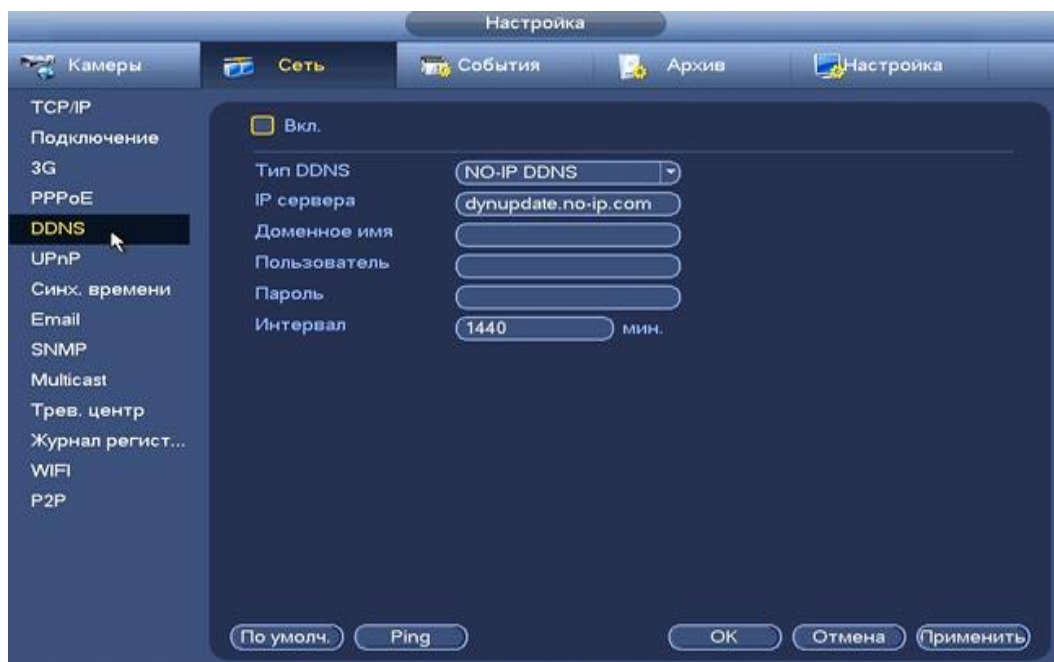 Настройка
Камеры Сеть События Архив Настройка
TCP/IP
Подключение
3G
PPPoE
DDNS
UPnP
Синх. времени
Email
SNMP
Multicast
Трев. центр
Журнал регист...
WIFI
P2P
Вкл.
Тип DDNS NO-IP DDNS
IP сервера dynupdate.no-ip.com
Доменное имя
Пользователь
Пароль
Интервал 1440 мин.
По умолч. Ping OK Отмена Применить